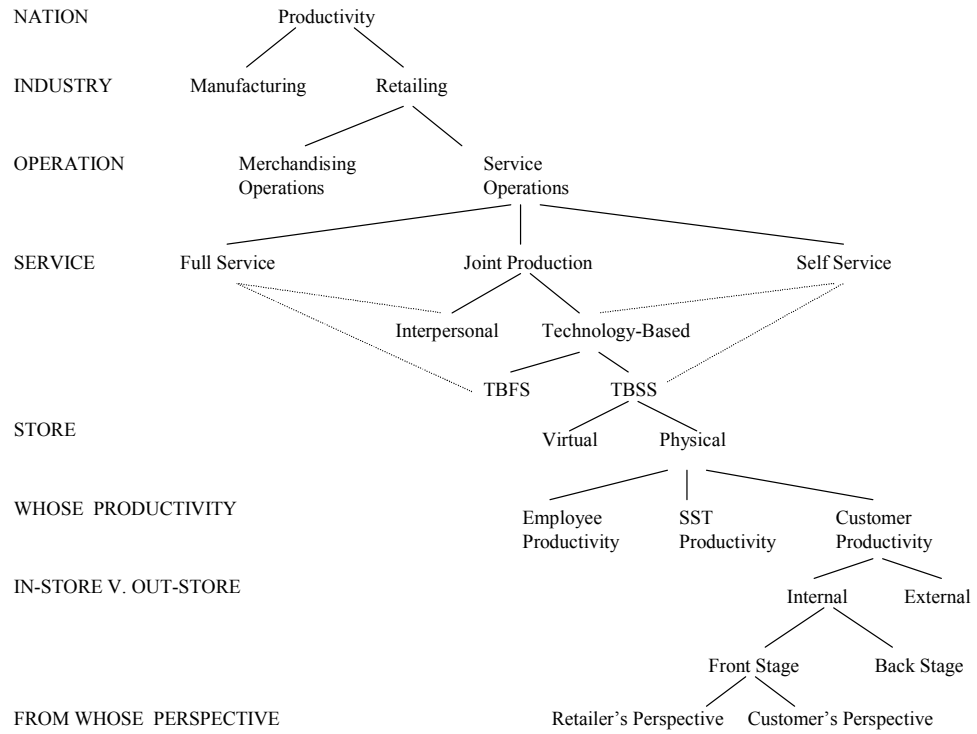 NATION Productivity
INDUSTRY Manufacturing Retailing
OPERATION Merchandising Service
Operations Operations
SERVICE Full Service Joint Production Self Service
Interpersonal Technology-Based
TBFS TBSS
STORE
Virtual Physical
WHOSE PRODUCTIVITY
Employee SST Customer
Productivity Productivity Productivity
IN-STORE V. OUT-STORE
Internal External
Front Stage Back Stage
FROM WHOSE PERSPECTIVE Retailer's Perspective Customer's Perspective